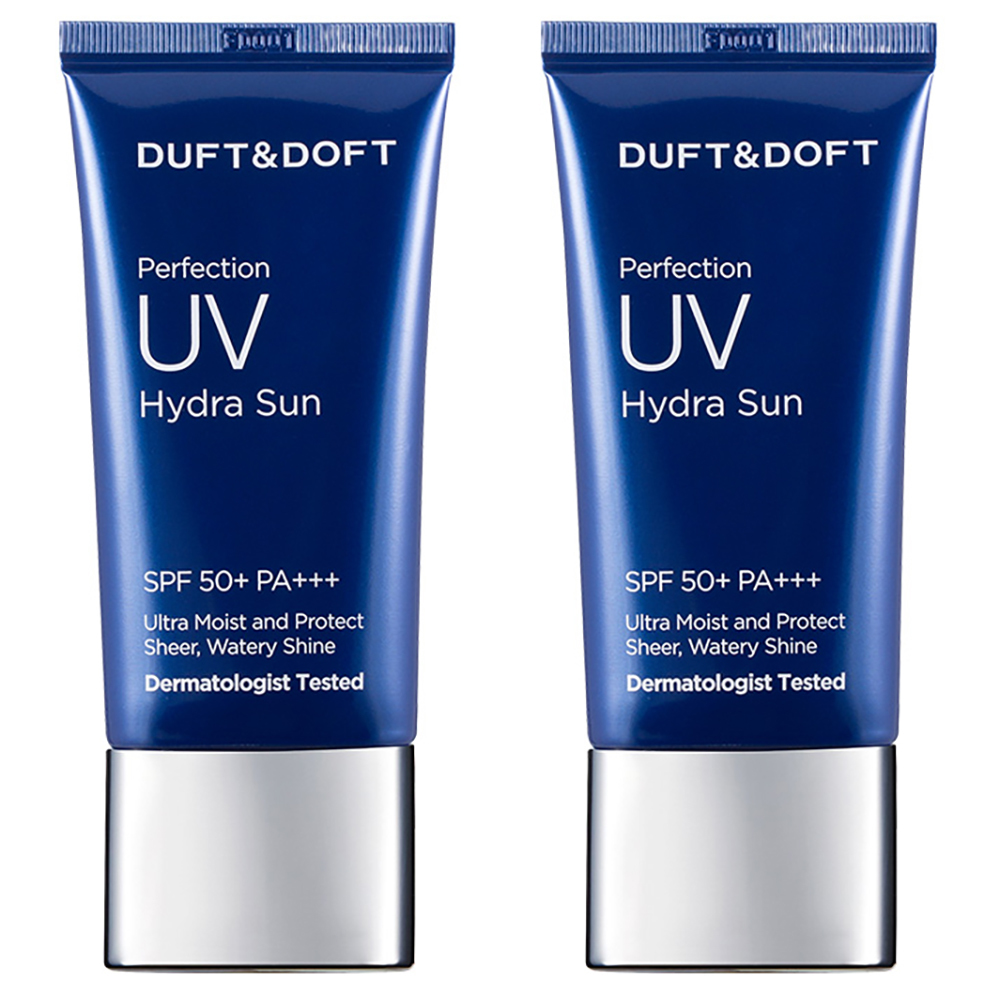 DUFT&DOFT
Perfection
UV
Hydra Sun
SPF 50+ PA+++
Ultra Moist and Protect
Sheer, Watery Shine
Dermatologist Tested
DUFT&DOFT
Perfection
UV
Hydra Sun
SPF 50+ PA+++
Ultra Moist and Protect
Sheer, Watery Shine
Dermatologist Tested